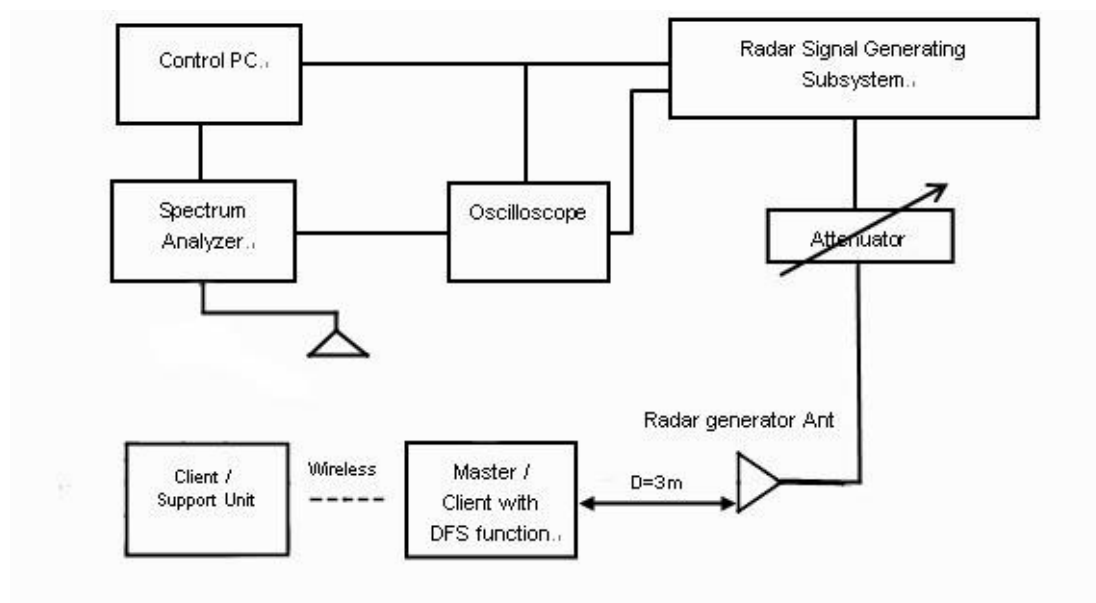 Control PC
Radar Signal Generating
Subsystem
Spectrum
Analyzer
Oscilloscope
Attenuator
Radar generator Ant
Client /
Support Unit
Wireless
Master /
Client with
DFS function
D=3m